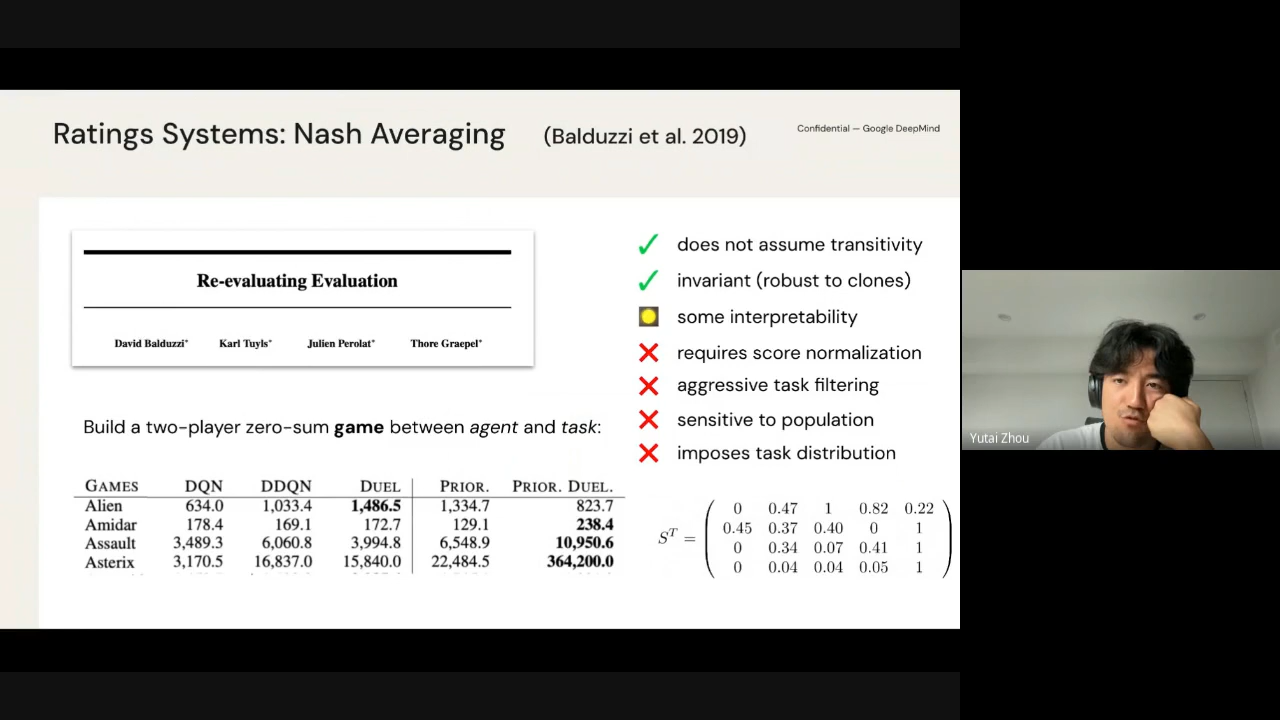 Ratings Systems: Nash Averaging (Balduzzi et al. 2019)
Confidential — Google DeepMind
Re-evaluating Evaluation
David Balduzzi* Karl Tuyls* Julien Perolat* Thore Graepel*
does not assume transitivity
invariant (robust to clones)
some interpretability
requires score normalization
aggressive task filtering
sensitive to population
imposes task distribution
Build a two-player zero-sum game between agent and task:
GAMES DQN DDQN DUEL PRIOR. PRIOR. DUEL.
Alien 634.0 1,033.4 1,486.5 1,334.7 823.7
Amidar 178.4 169.1 172.7 129.1 238.4
Assault 3,489.3 6,060.8 3,994.8 6,548.9 10,950.6
Asterix 3,170.5 16,837.0 15,840.0 22,484.5 364,200.0
S^T =
0 0.47 1 0.82 0.22
0.45 0.37 0.40 0 1
0 0.34 0.07 0.41 1
0 0.04 0.04 0.05 1
Yutai Zhou